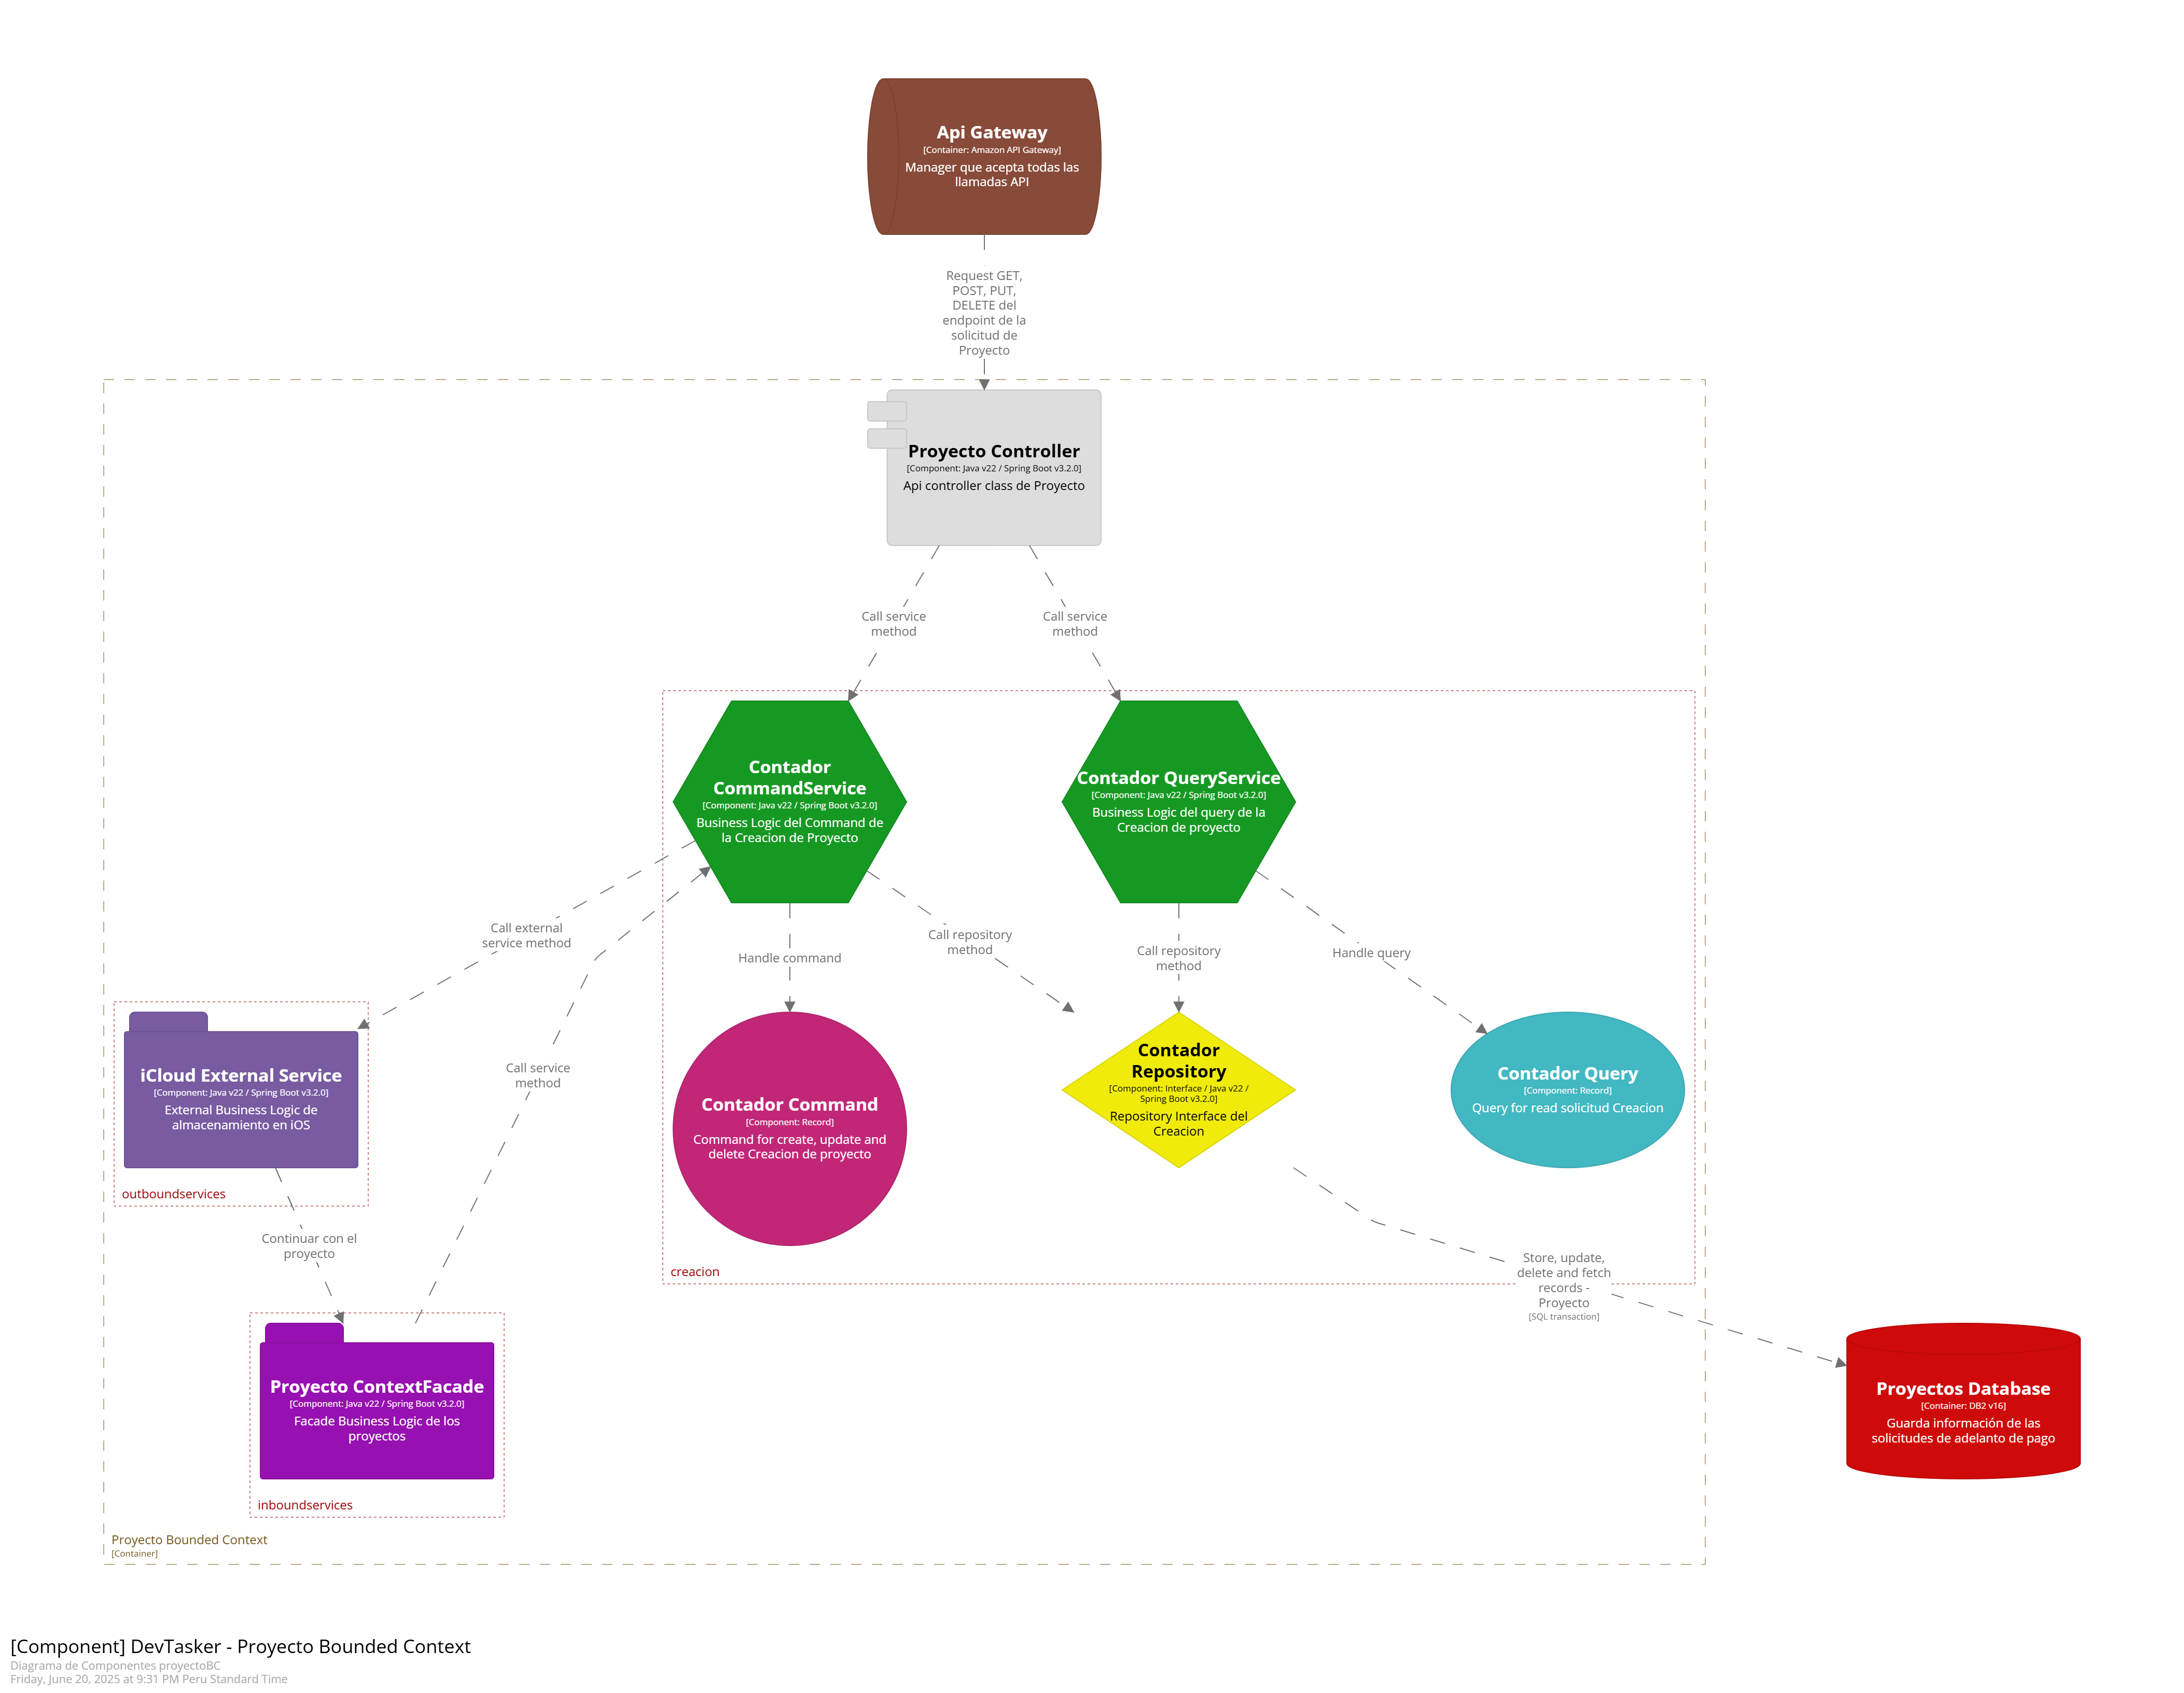 Api Gateway
[Container: Amazon API Gateway]
Manager que acepta todas las
llamadas API
Request GET,
POST, PUT,
DELETE del
endpoint de la
solicitud de
Proyecto
Proyecto Controller
[Component: Java v22 / Spring Boot v3.2.0]
Api controller class de Proyecto
Call service
method
Call service
method
Contador
CommandService
[Component: Java v22 / Spring Boot v3.2.0]
Business Logic del Command de
la Creacion de Proyecto
Contador QueryService
[Component: Java v22 / Spring Boot v3.2.0]
Business Logic del query de la
Creacion de proyecto
Call external
service method
Handle command
Call repository
method
Call repository
method
Handle query
Call service
method
iCloud External Service
[Component: Java v22 / Spring Boot v3.2.0]
External Business Logic de
almacenamiento en iOS
outboundservices
Contador Command
[Component: Record]
Command for create, update and
delete Creacion de proyecto
Contador
Repository
[Component: Interface / Java v22 /
Spring Boot v3.2.0]
Repository Interface del
Creacion
Contador Query
[Component: Record]
Query for read solicitud Creacion
Continuar con el
proyecto
creacion
Store, update,
delete and fetch
records -
Proyecto
[SQL transaction]
Proyecto ContextFacade
[Component: Java v22 / Spring Boot v3.2.0]
Facade Business Logic de los
proyectos
inboundservices
Proyectos Database
[Container: DB2 v16]
Guarda información de las
solicitudes de adelanto de pago
Proyecto Bounded Context
[Container]
[Component] DevTasker - Proyecto Bounded Context
Diagrama de Componentes proyectoBC
Friday, June 20, 2025 at 9:31 PM Peru Standard Time